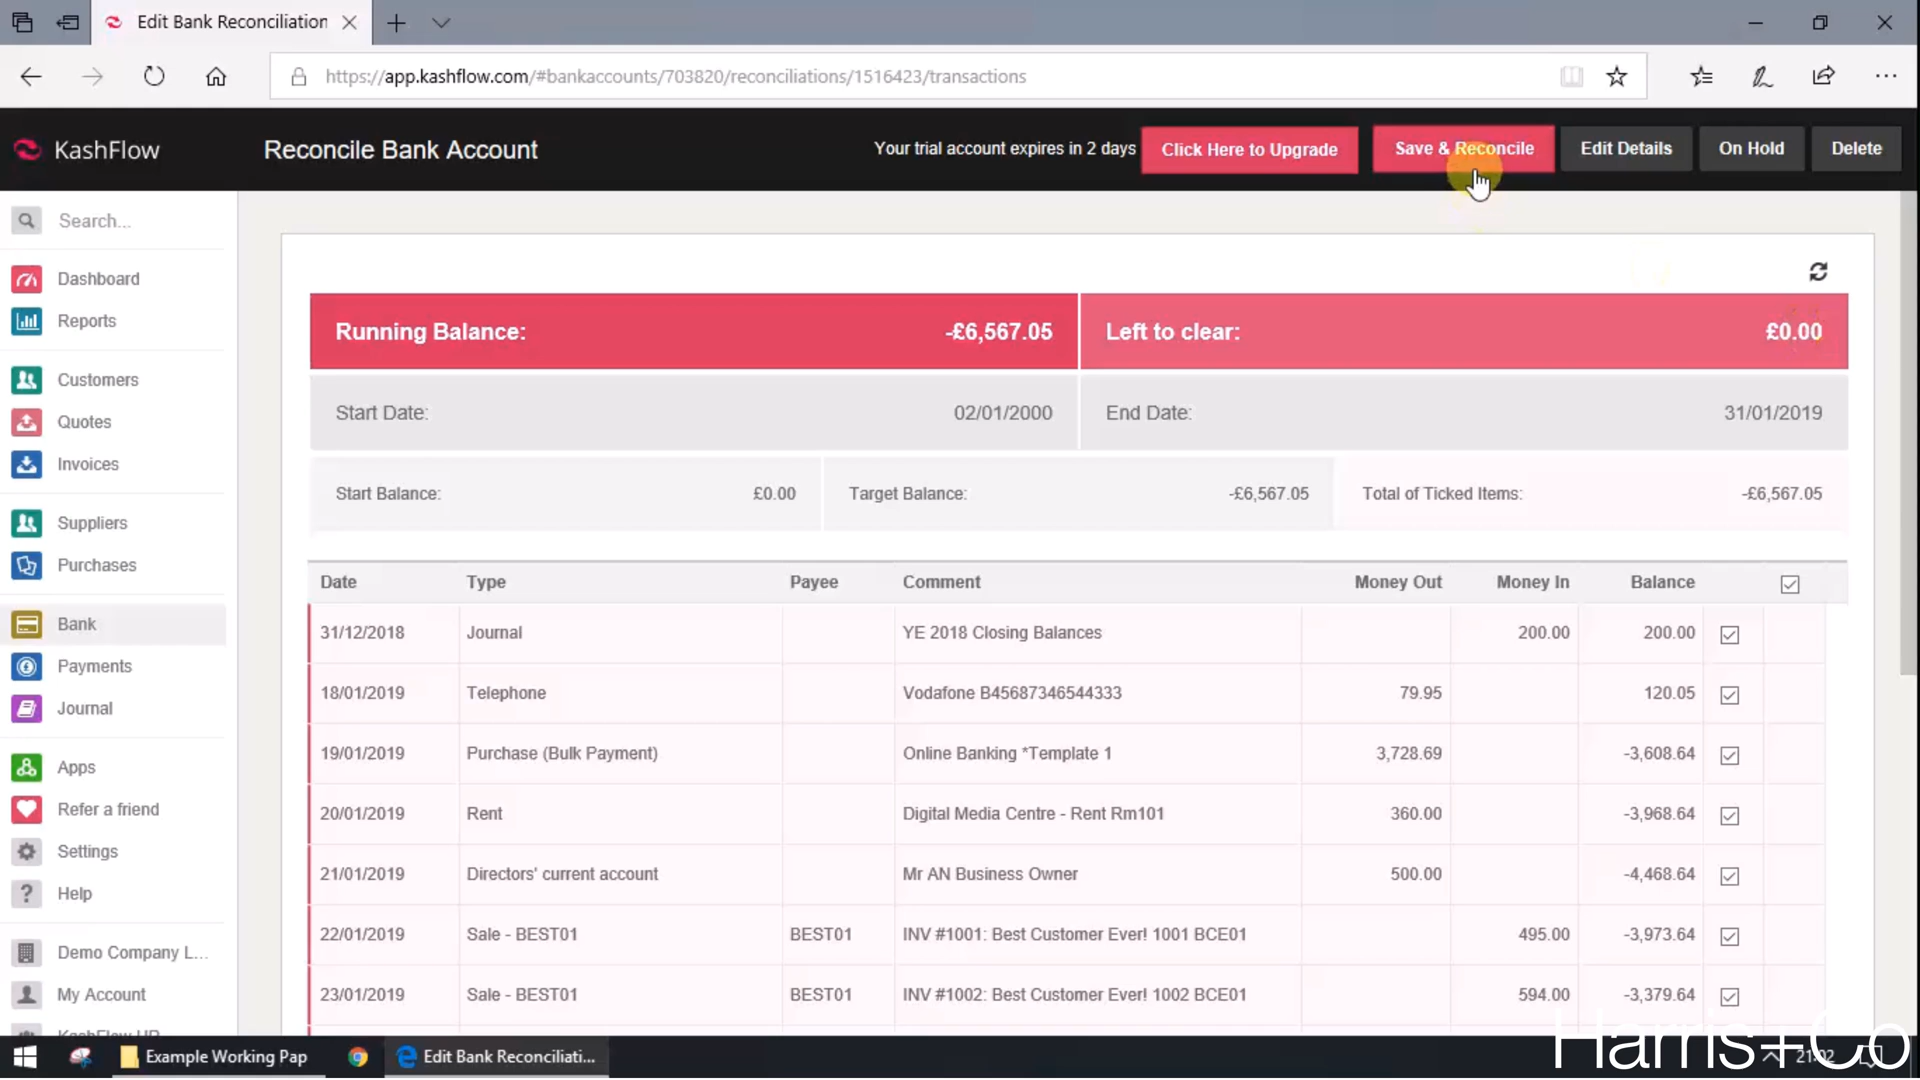 Edit Bank Reconciliation
https://app.kashflow.com/#bankaccounts/703820/reconciliations/1516423/transactions
KashFlow
Reconcile Bank Account
Your trial account expires in 2 days
Click Here to Upgrade
Save & Reconcile
Edit Details
On Hold
Delete
Search...
Dashboard
Reports
Customers
Quotes
Invoices
Suppliers
Purchases
Bank
Payments
Journal
Apps
Refer a friend
Settings
Help
Demo Company L...
My Account
KashFlow HR
Running Balance: -£6,567.05
Left to clear: £0.00
Start Date: 02/01/2000
End Date: 31/01/2019
Start Balance: £0.00
Target Balance: -£6,567.05
Total of Ticked Items: -£6,567.05
Date Type Payee Comment Money Out Money In Balance
31/12/2018 Journal YE 2018 Closing Balances 200.00 200.00
18/01/2019 Telephone Vodafone B45687346544333 79.95 120.05
19/01/2019 Purchase (Bulk Payment) Online Banking *Template 1 3,728.69 -3,608.64
20/01/2019 Rent Digital Media Centre - Rent Rm101 360.00 -3,968.64
21/01/2019 Directors' current account Mr AN Business Owner 500.00 -4,468.64
22/01/2019 Sale - BEST01 BEST01 INV #1001: Best Customer Ever! 1001 BCE01 495.00 -3,973.64
23/01/2019 Sale - BEST01 BEST01 INV #1002: Best Customer Ever! 1002 BCE01 594.00 -3,379.64
Harris+Co
Example Working Pap
Edit Bank Reconciliati...
21:02